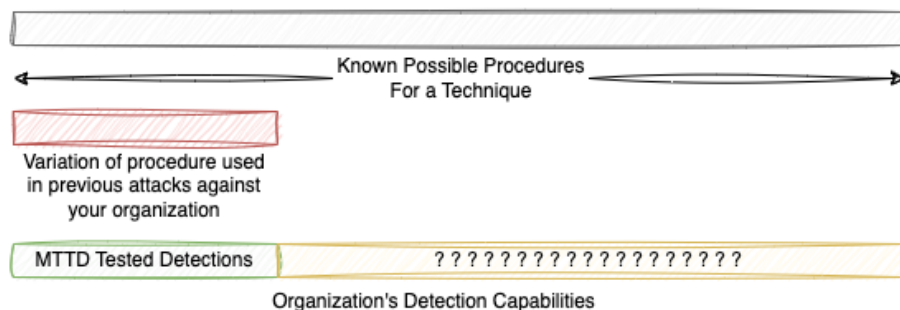 Known Possible Procedures
For a Technique
Variation of procedure used
in previous attacks against
your organization
MTTD Tested Detections
? ? ? ? ? ? ? ? ? ? ? ? ? ? ? ? ? ? ?
Organization's Detection Capabilities